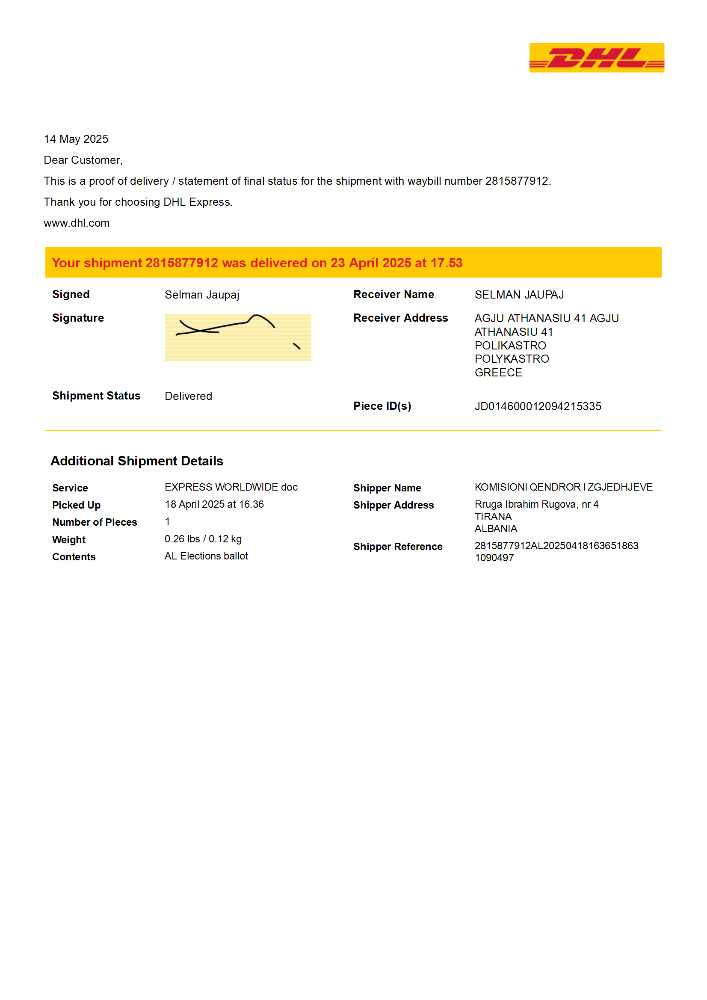 DHL
14 May 2025
Dear Customer,
This is a proof of delivery / statement of final status for the shipment with waybill number 2815877912.
Thank you for choosing DHL Express.
www.dhl.com
Your shipment 2815877912 was delivered on 23 April 2025 at 17.53
Signed Selman Jaupaj
Signature
Shipment Status Delivered
Receiver Name SELMAN JAUPAJ
Receiver Address AGJU ATHANASIU 41 AGJU
ATHANASIU 41
POLIKASTRO
POLYKASTRO
GREECE
Piece ID(s) JD014600012094215335
Additional Shipment Details
Service EXPRESS WORLDWIDE doc
Picked Up 18 April 2025 at 16.36
Number of Pieces 1
Weight 0.26 lbs / 0.12 kg
Contents AL Elections ballot
Shipper Name KOMISIONI QENDROR I ZGJEDHJEVE
Shipper Address Rruga Ibrahim Rugova, nr 4
TIRANA
ALBANIA
Shipper Reference 2815877912AL20250418163651863
1090497